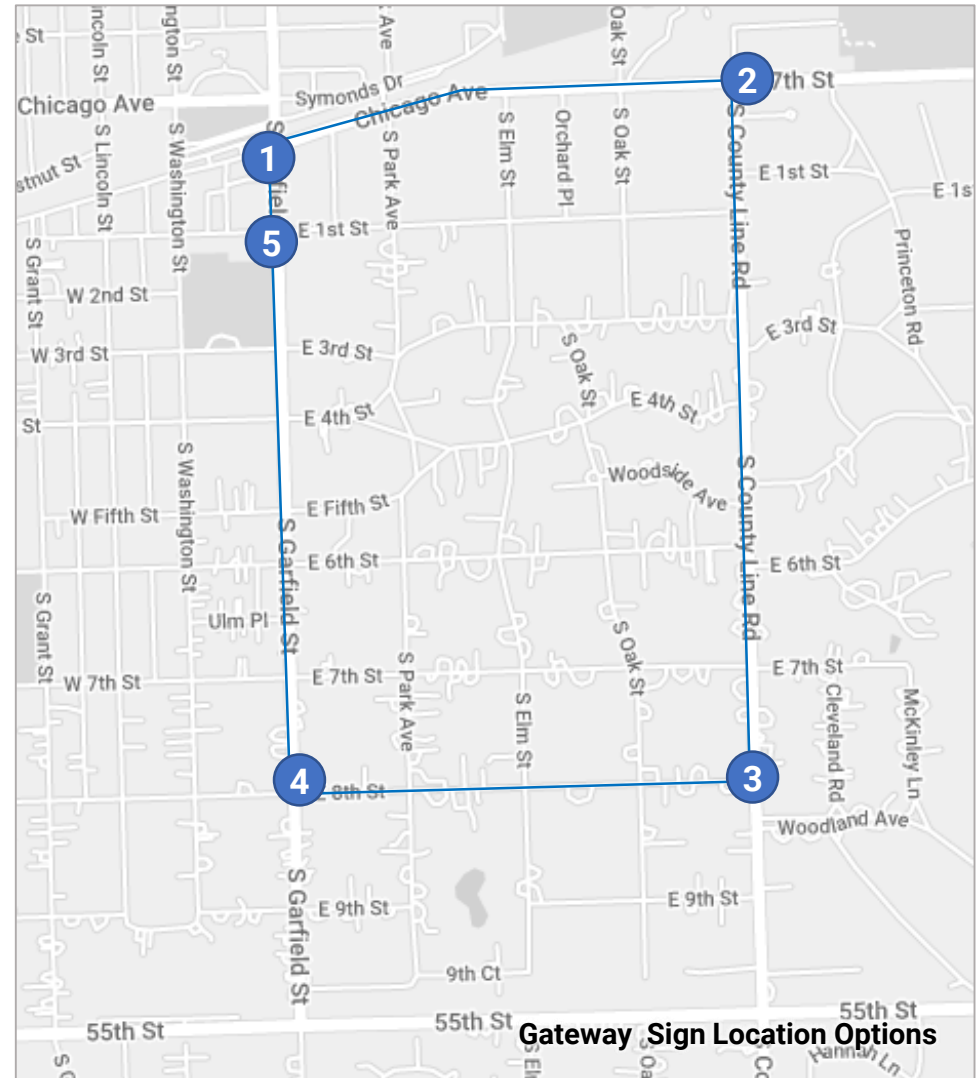 e St
ncoln St
ngton St
k Ave
Oak St
Chicago Ave
Symonds Dr
Chicago Ave
2
7th St
S
1
stnut St
S Lincoln St
S Washington St
S Park Ave
S Elm St
Orchard Pl
S Oak St
S County Line Rd
E 1st St
E 1s
fiel
5
E 1st St
S Grant St
W 2nd St
Princeton Rd
W 3rd St
E 3rd St
S Oak St
E 3rd St
St
E 4th St
E 4th St
S Washington St
Woodside Ave
S County Line Rd
W Fifth St
E Fifth St
S Garfield St
E 6th St
E 6th St
S Grant St
Ulm Pl
S Oak St
W 7th St
E 7th St
S Park Ave
S Elm St
E 7th St
Cleveland Rd
McKinley Ln
4
E 8th St
3
Woodland Ave
S Garfield St
E 9th St
E 9th St
9th Ct
55th St
55th St
55th St
Gateway Sign Location Options
S
S El
S Oa
S Co
Hannah Ln